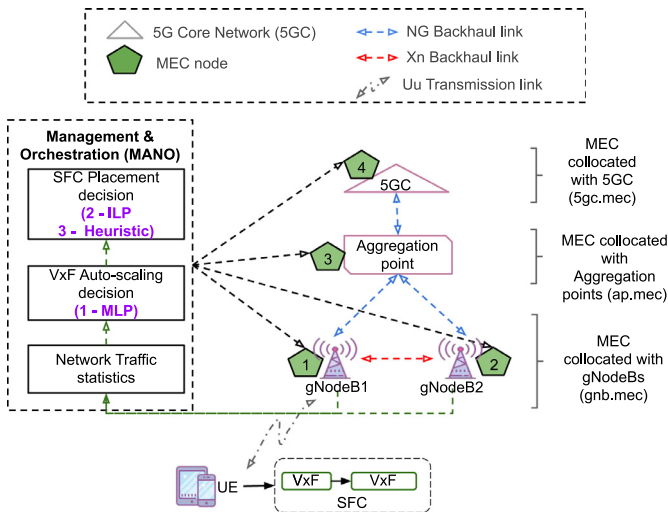 5G Core Network (5GC)
MEC node
NG Backhaul link
Xn Backhaul link
Uu Transmission link
Management &
Orchestration (MANO)
SFC Placement
decision
(2 - ILP
3 - Heuristic)
VxF Auto-scaling
decision
(1 - MLP)
Network Traffic
statistics
4
5GC
3
Aggregation
point
1
gNodeB1
gNodeB2
2
MEC
collocated
with 5GC
(5gc.mec)
MEC collocated
with
Aggregation
points (ap.mec)
MEC
collocated with
gNodeBs
(gnb.mec)
UE
VxF
VxF
SFC